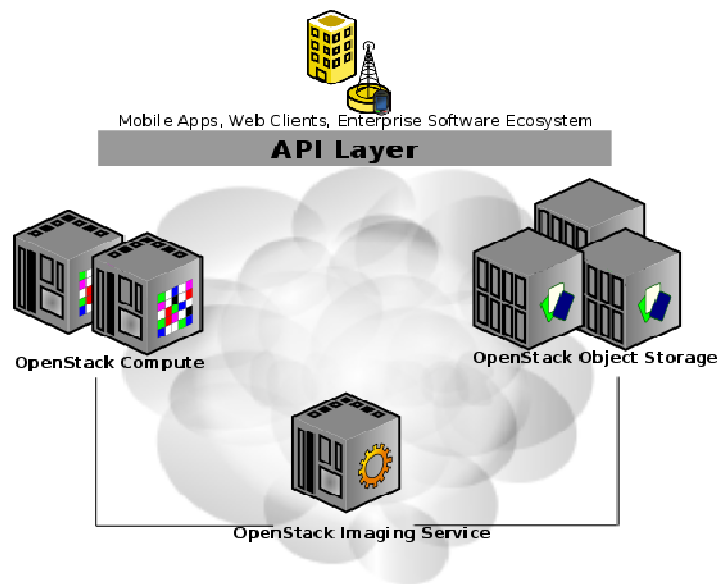 Mobile Apps, Web Clients, Enterprise Software Ecosystem
API Layer
OpenStack Compute
OpenStack Object Storage
OpenStack Imaging Service